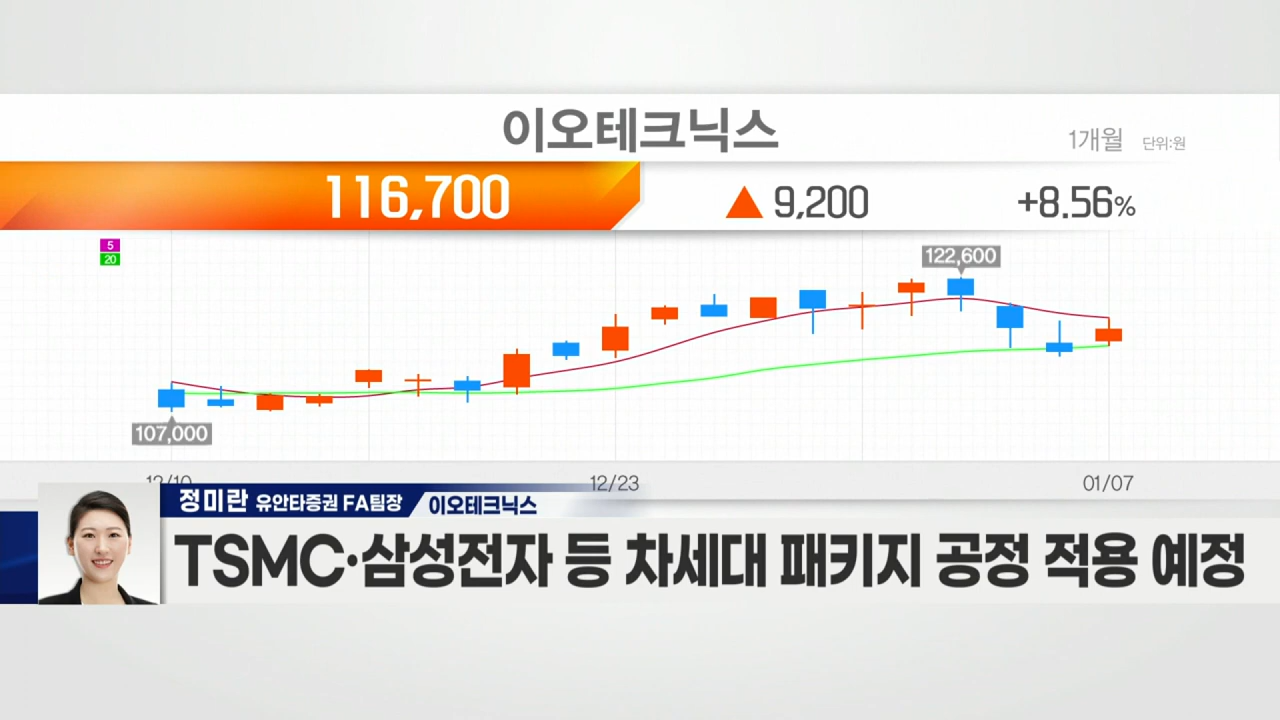 이오테크닉스
1개월 단위:원
116,700 ▲ 9,200 +8.56%
5
20
122,600
107,000
12/10 12/23 01/07
정미란 유안타증권 FA팀장 이오테크닉스
TSMC·삼성전자 등 차세대 패키지 공정 적용 예정